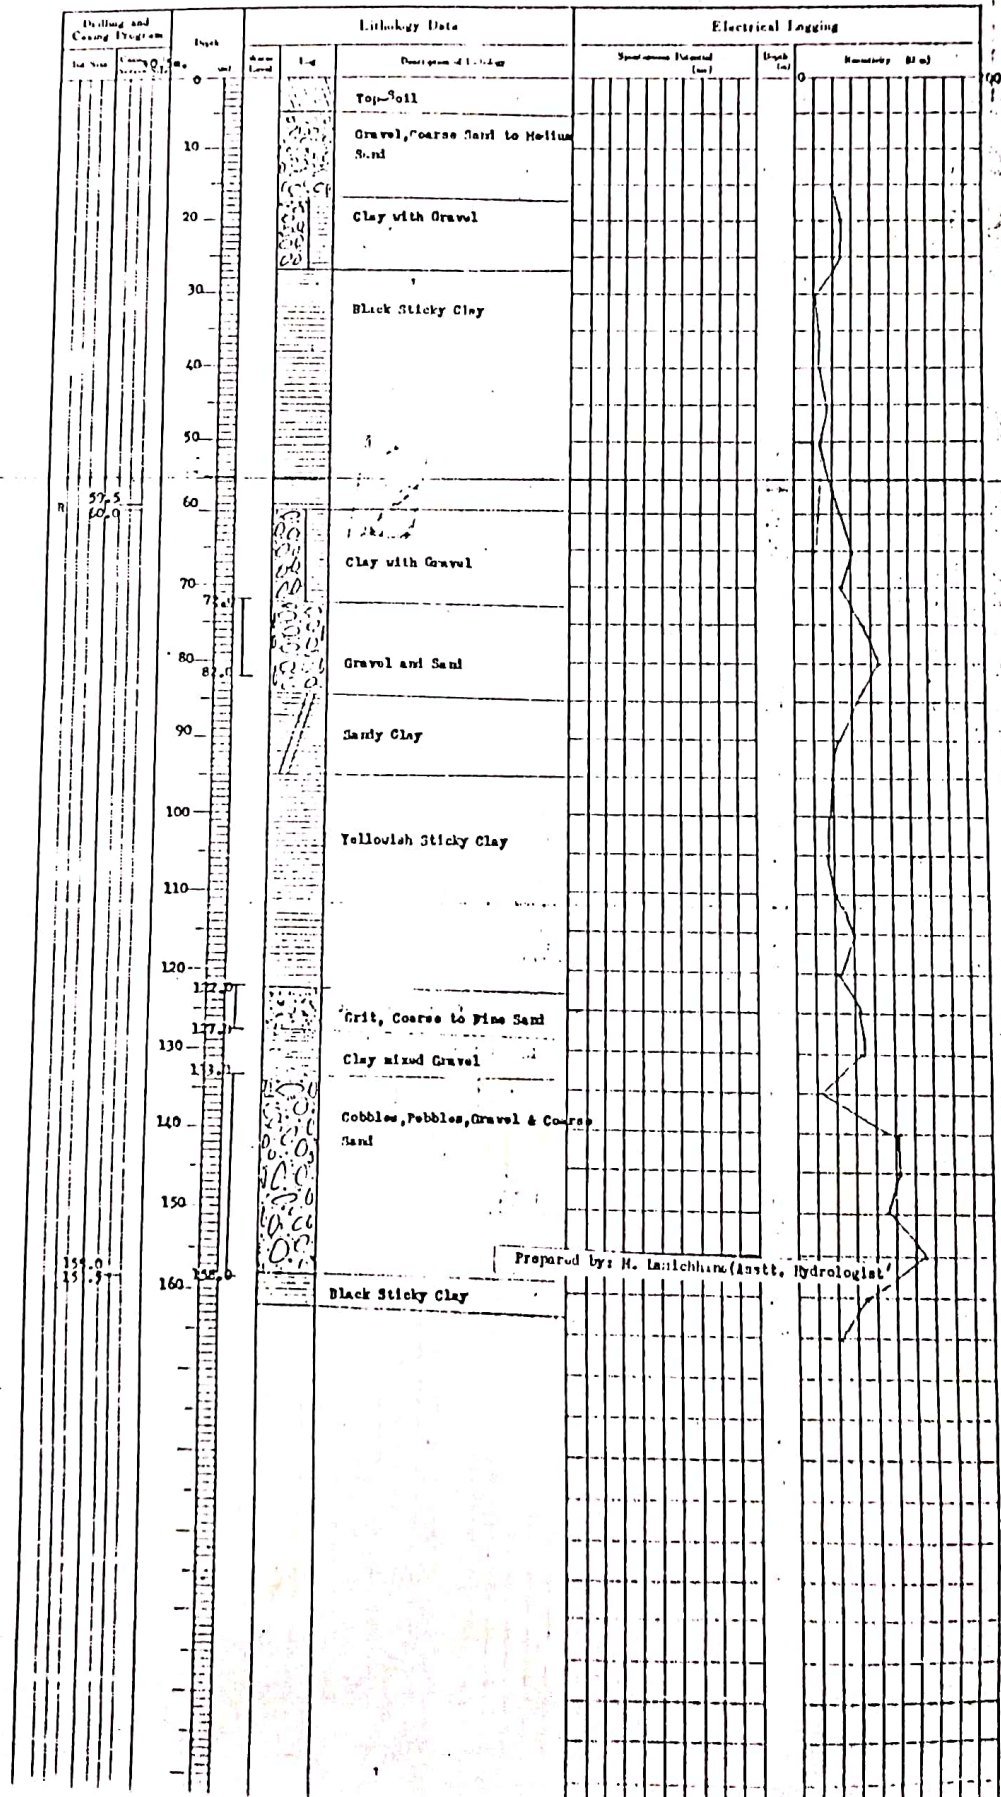 Drilling and
Casing Program
Depth
(m)
Lithology Data
Electrical Logging
Log
Description of Lithology
Spontaneous Potential
(mv)
Depth
(m)
Resistivity (Ω m)
0
0
Top-Soil
Gravel,Coarse Sand to Medium
Sand
10
Clay with Gravel
20
30
Black Sticky Clay
40
50
57.5
60.0
R
60
Clay with Gravel
70
80
82.0
Gravel and Sand
90
Sandy Clay
100
Yellowish Sticky Clay
110
120
Grit, Coarse to Fine Sand
130
Clay mixed Gravel
140
Cobbles,Pebbles,Gravel & Coarse
Sand
150
Prepared by: (Asstt. Hydrologist
160
158.0
Black Sticky Clay